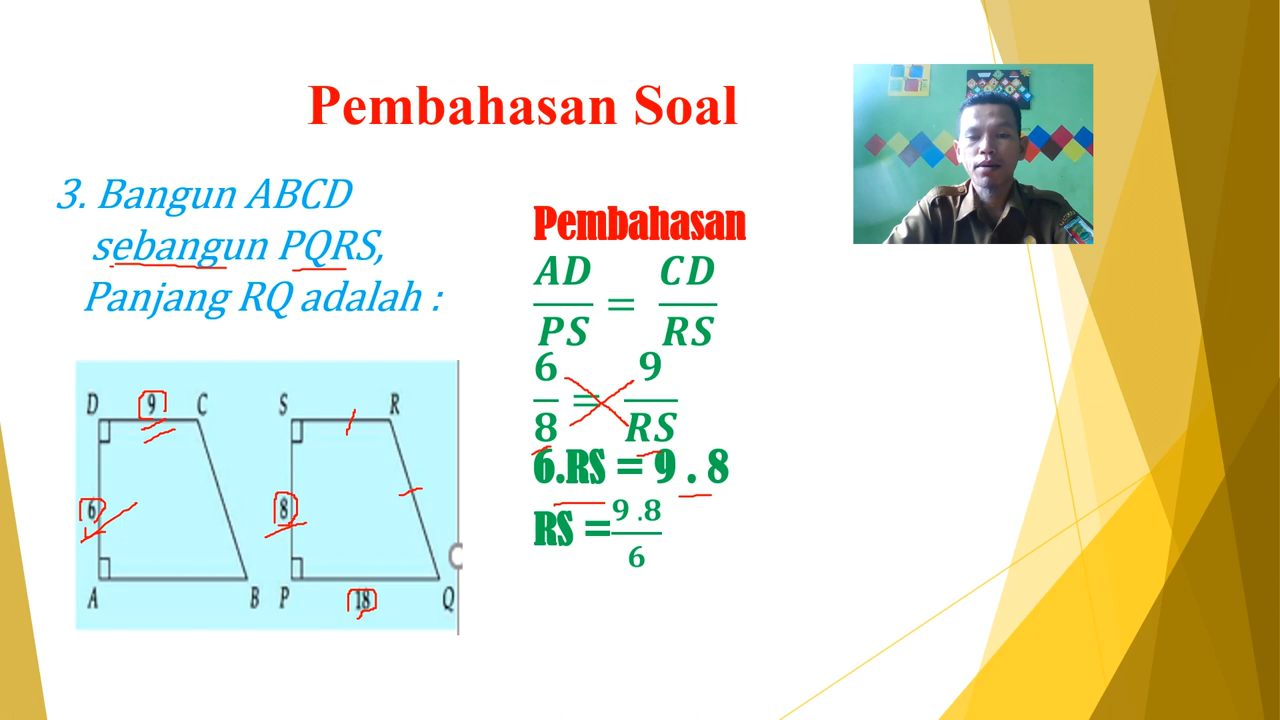 Pembahasan Soal
3. Bangun ABCD
sebangun PQRS,
Panjang RQ adalah :
D 9 C S R
6 8
A B P 18 Q
Pembahasan
AD/PS = CD/RS
6/8 = 9/RS
6.RS = 9 . 8
RS = 9 .8/6